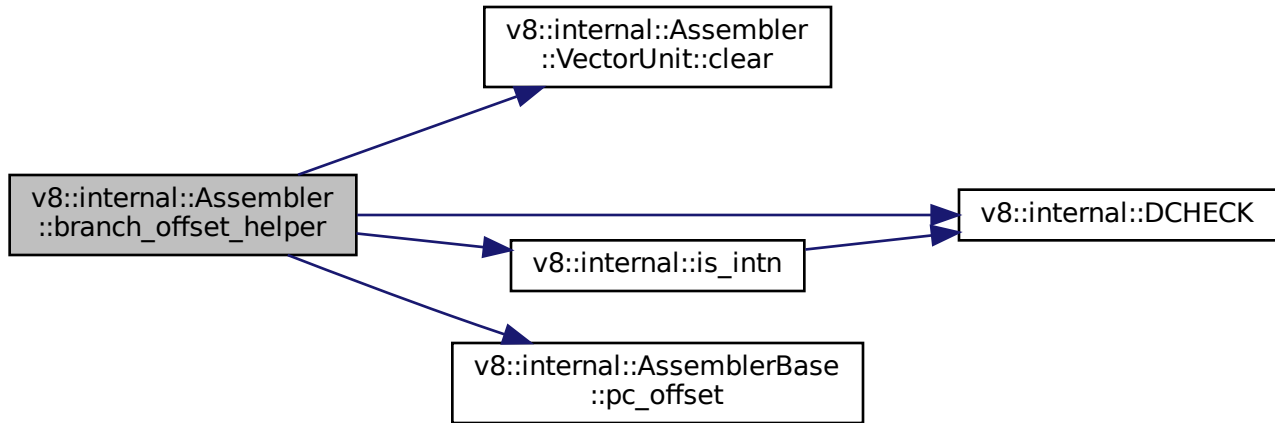 v8::internal::Assembler
::VectorUnit::clear
v8::internal::Assembler
::branch_offset_helper
v8::internal::DCHECK
v8::internal::is_intn
v8::internal::AssemblerBase
::pc_offset